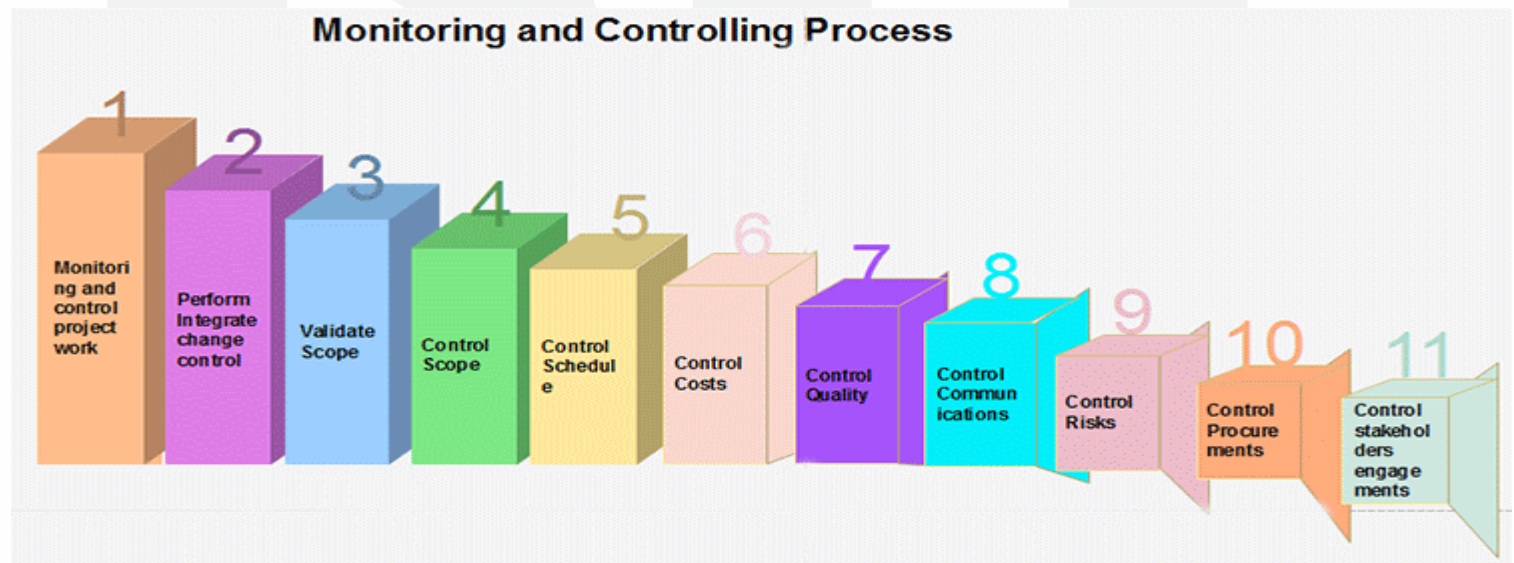 Monitoring and Controlling Process
1
2
3
4
5
6
7
8
9
10
11
Monitori
ng and
control
project
work
Perform
Integrate
change
control
Validate
Scope
Control
Scope
Control
Schedul
e
Control
Costs
Control
Quality
Control
Commun
ications
Control
Risks
Control
Procure
ments
Control
stakehol
ders
engage
ments